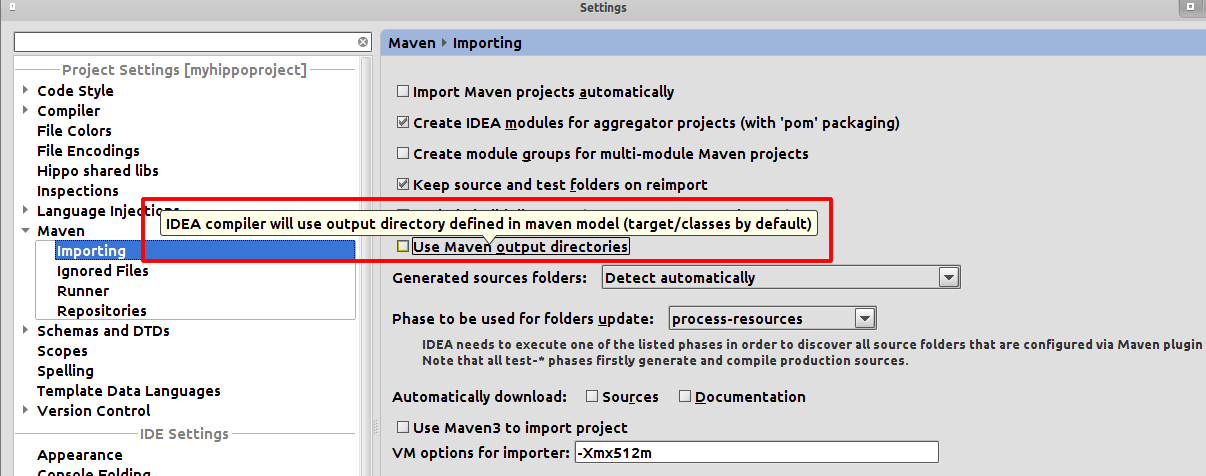 Settings
Project Settings [myhippoproject]
Code Style
Compiler
File Colors
File Encodings
Hippo shared libs
Inspections
Language Injections
Maven
Importing
Ignored Files
Runner
Repositories
Schemas and DTDs
Scopes
Spelling
Template Data Languages
Version Control
IDE Settings
Appearance
Console Folding
Maven Importing
Import Maven projects automatically
Create IDEA modules for aggregator projects (with 'pom' packaging)
Create module groups for multi-module Maven projects
Keep source and test folders on reimport
IDEA compiler will use output directory defined in maven model (target/classes by default)
Use Maven output directories
Generated sources folders: Detect automatically
Phase to be used for folders update: process-resources
IDEA needs to execute one of the listed phases in order to discover all source folders that are configured via Maven plugin
Note that all test-* phases firstly generate and compile production sources.
Automatically download: Sources Documentation
Use Maven3 to import project
VM options for importer: -Xmx512m